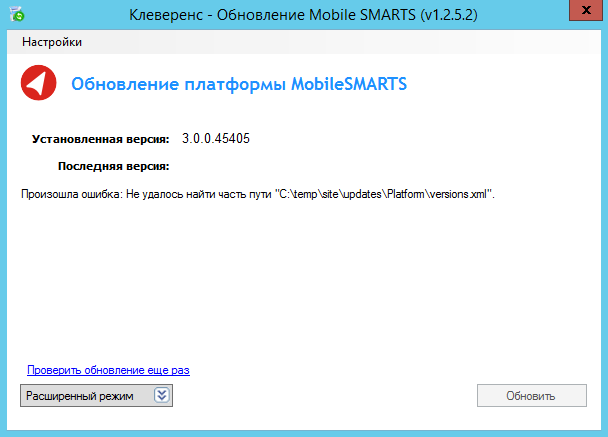 Клеверенс - Обновление Mobile SMARTS (v1.2.5.2)
x
Настройки
Обновление платформы MobileSMARTS
Установленная версия: 3.0.0.45405
Последняя версия:
Произошла ошибка: Не удалось найти часть пути "C:\temp\site\updates\Platform\versions.xml".
Проверить обновление еще раз
Расширенный режим
Обновить